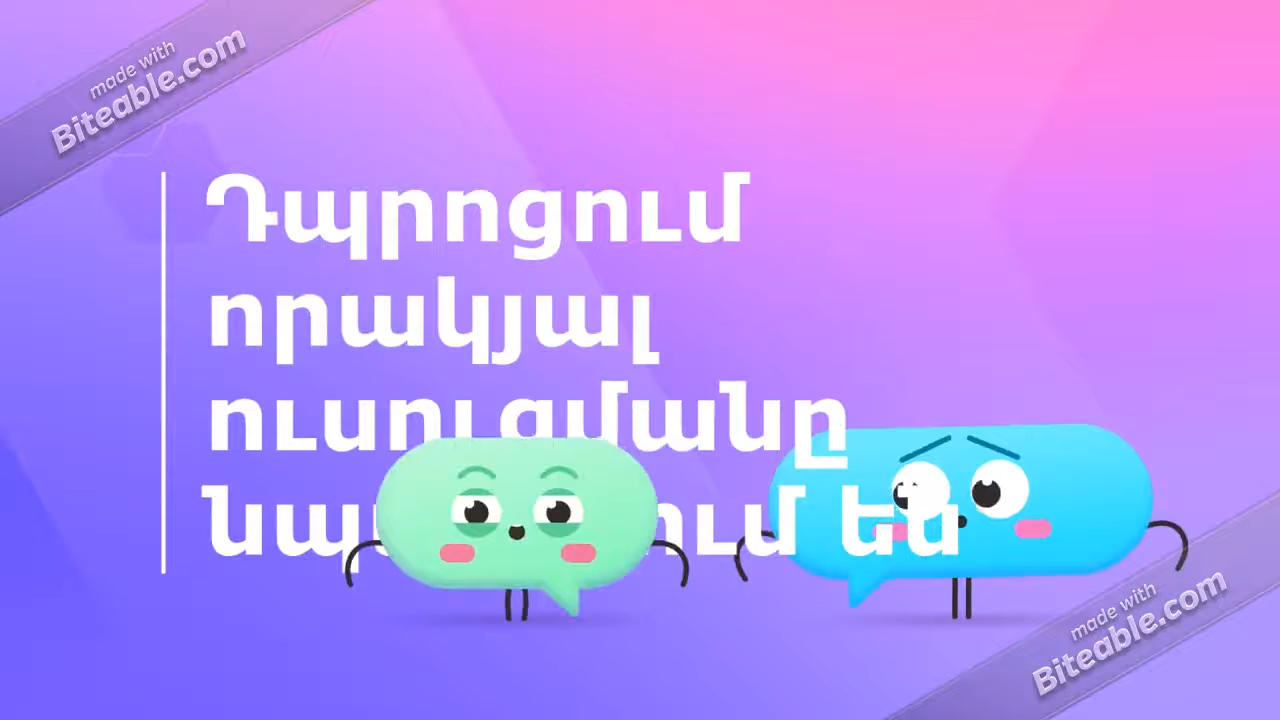 made with
Biteable.com
Դպրոցում
որակյալ
ուսուցմանը
են
made with
Biteable.com